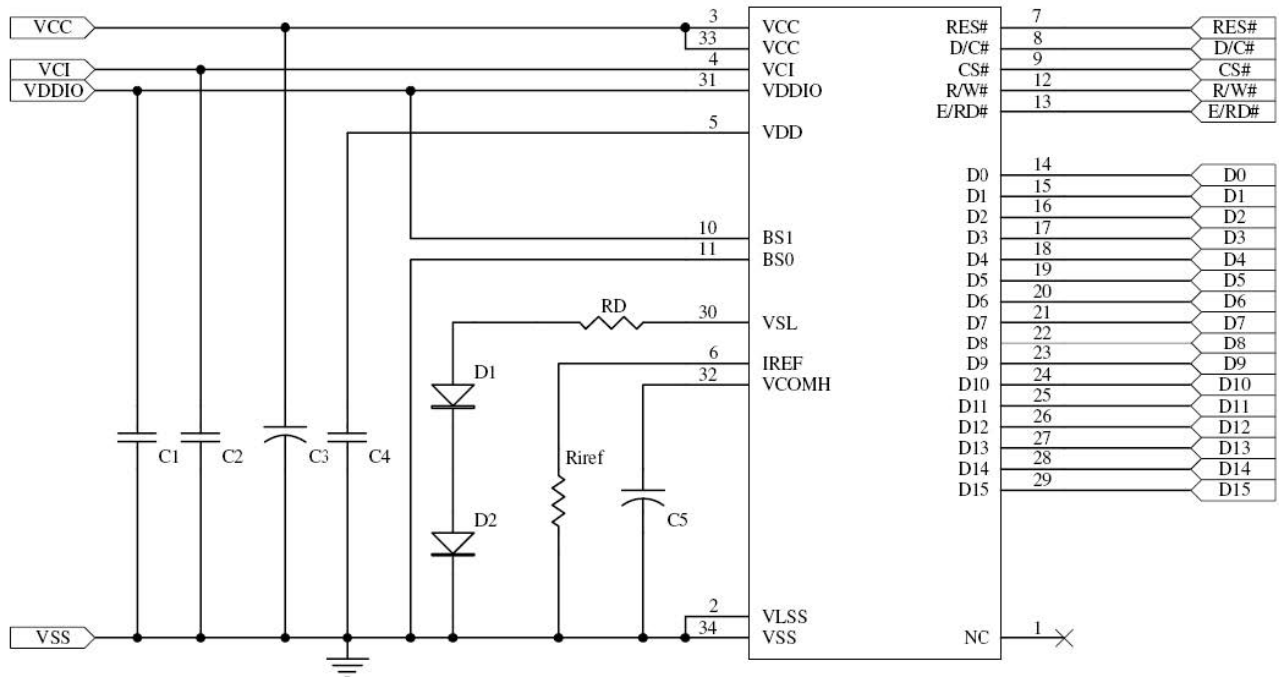 VCC 3 VCC RES# 7 RES#
33 VCC D/C# 8 D/C#
VCI 4 VCI CS# 9 CS#
VDDIO 31 VDDIO R/W# 12 R/W#
E/RD# 13 E/RD#
5 VDD
D0 14 D0
D1 15 D1
D2 16 D2
10 BS1 D3 17 D3
11 BS0 D4 18 D4
D5 19 D5
D6 20 D6
RD 30 VSL D7 21 D7
D8 22 D8
6 IREF D9 23 D9
D1 32 VCOMH D10 24 D10
D11 25 D11
D12 26 D12
C1 C2 C3 C4 Riref D13 27 D13
D14 28 D14
D15 29 D15
D2 C5
2 VLSS
VSS 34 VSS NC 1